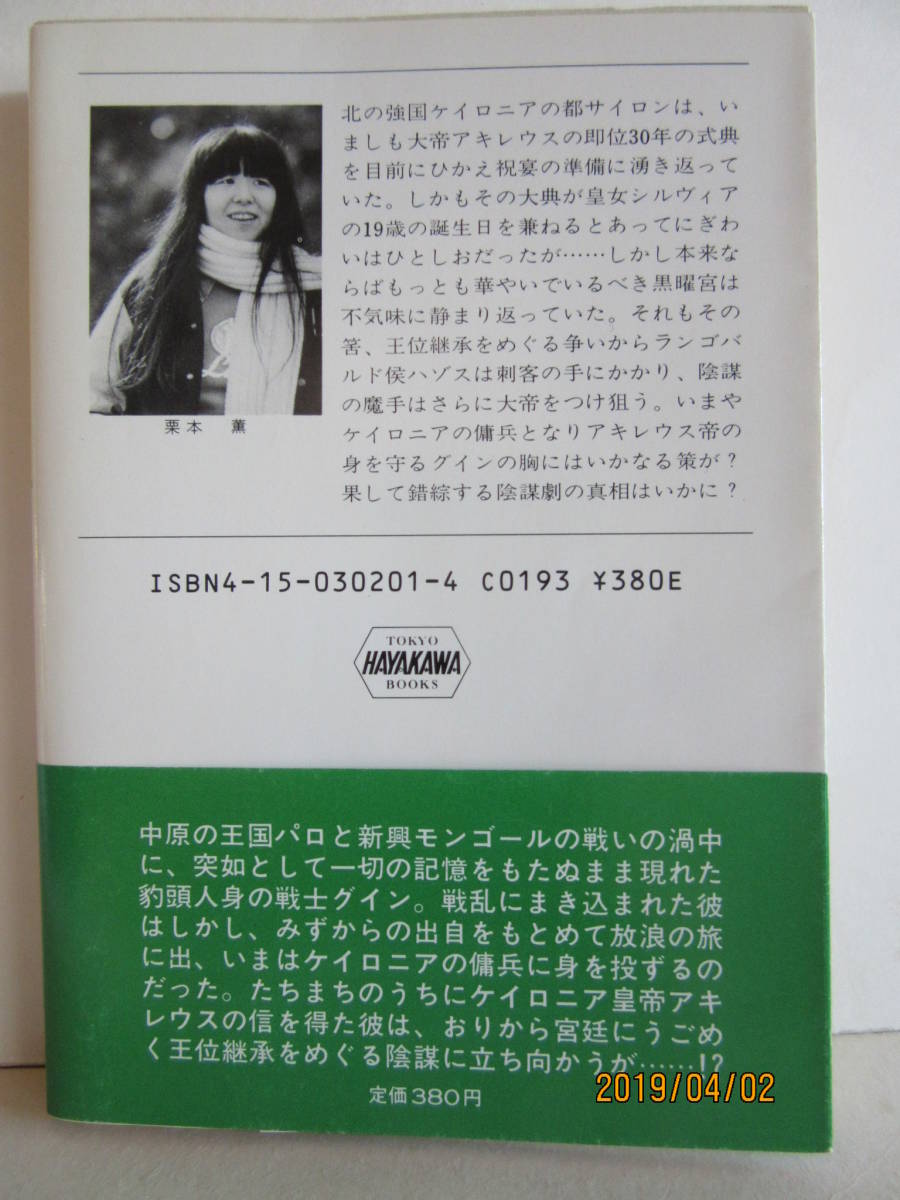 北の強国ケイロニアの都サイロンは、い
ましも大帝アキレウスの即位30年の式典
を目前にひかえ祝宴の準備に湧き返って
いた。しかもその大典が皇女シルヴィア
の19歳の誕生日を兼ねるとあってにぎわ
いはひとしおだったが……しかし本来な
らばもっとも華やいでいるべき黒曜宮は
不気味に静まり返っていた。それもその
筈、王位継承をめぐる争いからランゴバ
ルド侯ハゾスは刺客の手にかかり、陰謀
の魔手はさらに大帝をつけ狙う。いまや
ケイロニアの傭兵となりアキレウス帝の
身を守るグインの胸にはいかなる策が?
果して錯綜する陰謀劇の真相はいかに?
栗本 薫
ISBN4-15-030201-4 C0193 ¥380E
TOKYO
HAYAKAWA
BOOKS
中原の王国パロと新興モンゴールの戦いの渦中
に、突如として一切の記憶をもたぬまま現れた
豹頭人身の戦士グイン。戦乱にまき込まれた彼
はしかし、みずからの出自をもとめて放浪の旅
に出、いまはケイロニアの傭兵に身を投ずるの
だった。たちまちのうちにケイロニア皇帝アキ
レウスの信を得た彼は、おりから宮廷にうごめ
く王位継承をめぐる陰謀に立ち向かうが……!?
定価380円
2019/04/02